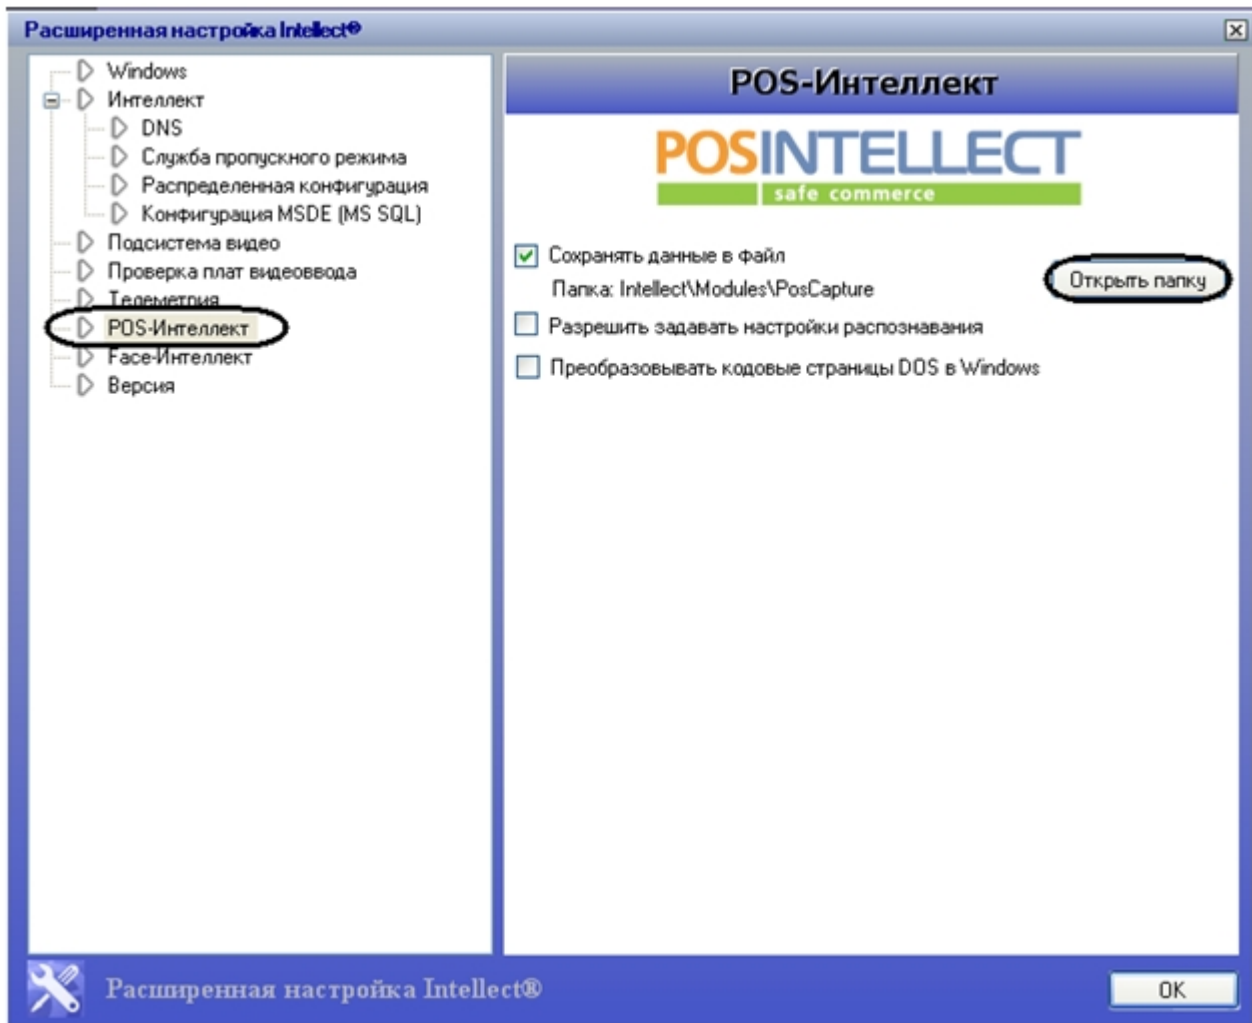 Расширенная настройка Intellect®
Windows
Интеллект
DNS
Служба пропускного режима
Распределенная конфигурация
Конфигурация MSDE (MS SQL)
Подсистема видео
Проверка плат видеоввода
Телеметрия
POS-Интеллект
Face-Интеллект
Версия
POS-Интеллект
POSINTELLECT
safe commerce
Сохранять данные в файл
Папка: Intellect\Modules\PosCapture
Открыть папку
Разрешить задавать настройки распознавания
Преобразовывать кодовые страницы DOS в Windows
Расширенная настройка Intellect®
OK